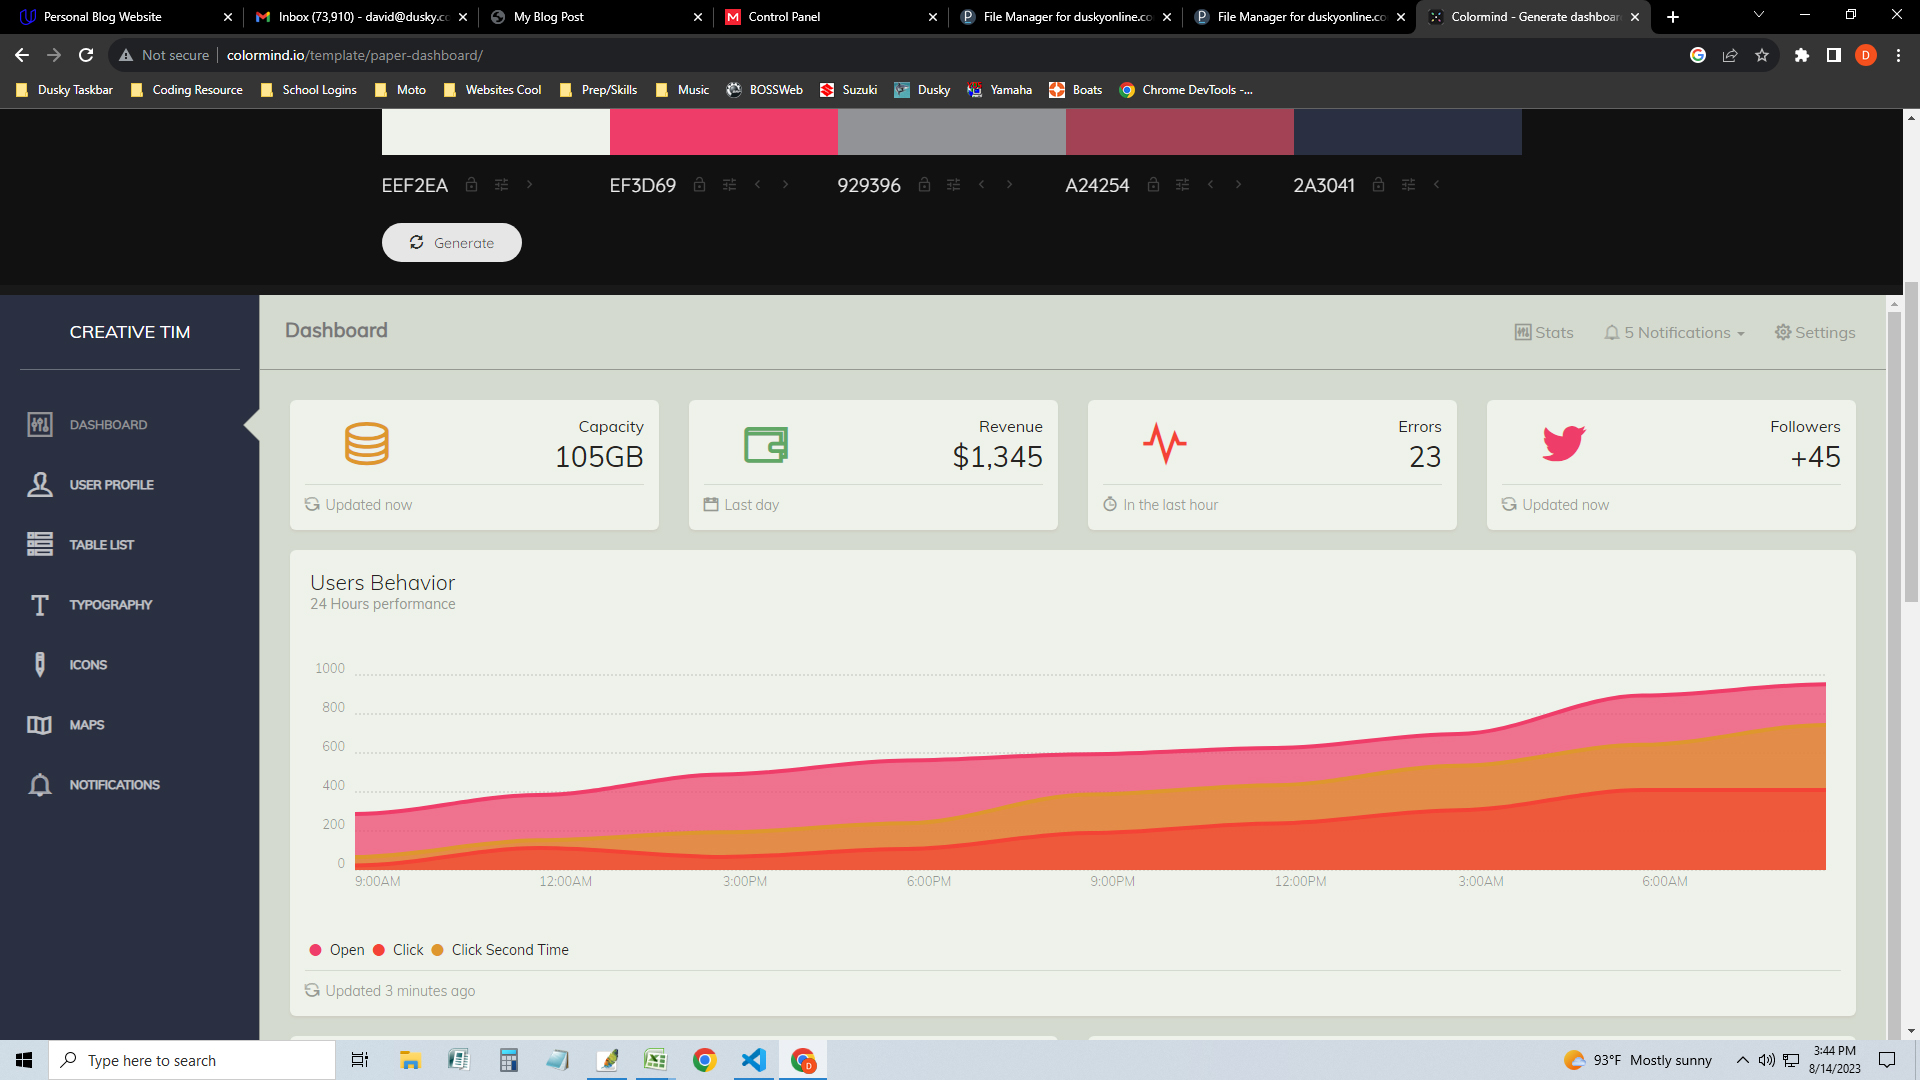 Personal Blog Website
Inbox (73,910) - david@dusky.co
My Blog Post
Control Panel
File Manager for duskyonline.co
File Manager for duskyonline.co
Colormind - Generate dashboar
Not secure
colormind.io/template/paper-dashboard/
D
Dusky Taskbar
Coding Resource
School Logins
Moto
Websites Cool
Prep/Skills
Music
BOSSWeb
Suzuki
Dusky
Yamaha
Boats
Chrome DevTools -...
EEF2EA
EF3D69
929396
A24254
2A3041
Generate
CREATIVE TIM
Dashboard
Stats
5 Notifications
Settings
DASHBOARD
USER PROFILE
TABLE LIST
TYPOGRAPHY
ICONS
MAPS
NOTIFICATIONS
Capacity
105GB
Updated now
Revenue
$1,345
Last day
Errors
23
In the last hour
Followers
+45
Updated now
Users Behavior
24 Hours performance
1000
800
600
400
200
0
9:00AM
12:00AM
3:00PM
6:00PM
9:00PM
12:00PM
3:00AM
6:00AM
Open
Click
Click Second Time
Updated 3 minutes ago
Type here to search
93°F Mostly sunny
3:44 PM
8/14/2023